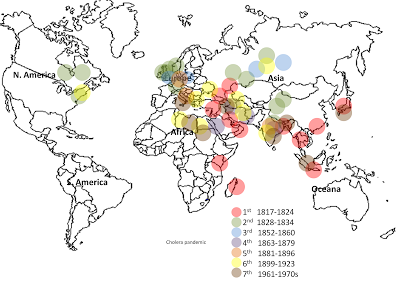 N. America
Europe
Asia
Africa
S. America
Oceana
Cholera pandemic
1st 1817-1824
2nd 1828-1834
3rd 1852-1860
4th 1863-1879
5th 1881-1896
6th 1899-1923
7th 1961-1970s